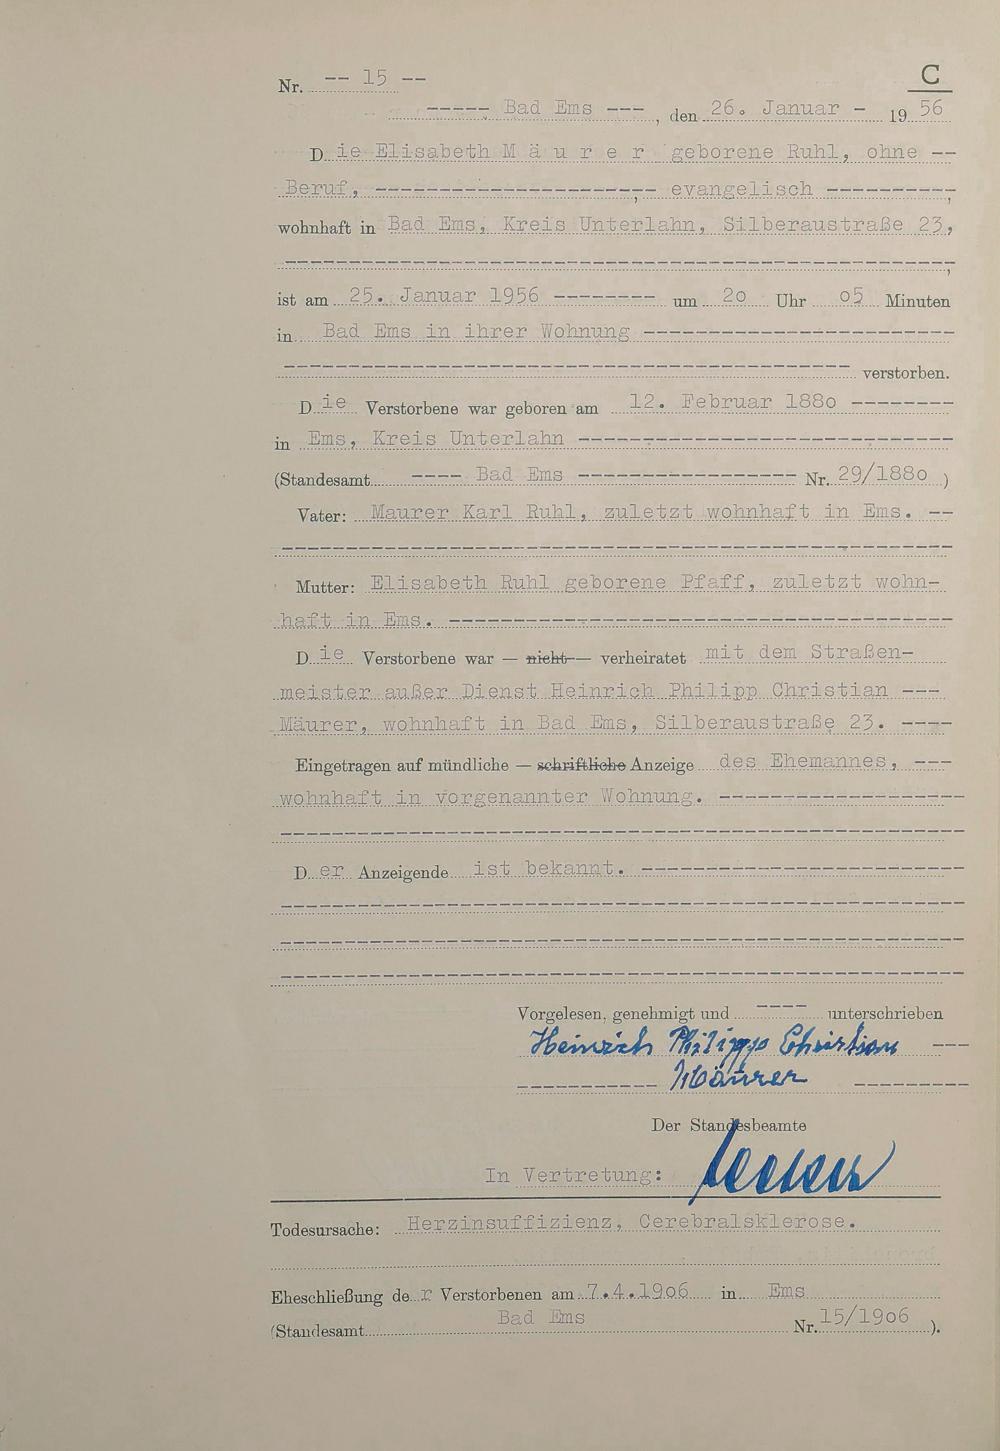 Nr. -- 15 --
C
----- Bad Ems ---, den 26. Januar - 1956
Die Elisabeth M ä u r e r geborene Ruhl, ohne --
Beruf, ---------------------, evangelisch ----------,
wohnhaft in Bad Ems, Kreis Unterlahn, Silberaustraße 23,
----------------------------------------------------,
ist am 25. Januar 1956 -------- um 20 Uhr 05 Minuten
in Bad Ems in ihrer Wohnung ------------------------
-------------------------------------------- verstorben.
Die Verstorbene war geboren am 12. Februar 1880 --------
in Ems, Kreis Unterlahn -----------------------------
(Standesamt ---- Bad Ems ----------------- Nr. 29/1880 )
Vater: Maurer Karl Ruhl, zuletzt wohnhaft in Ems. --
----------------------------------------------------
Mutter: Elisabeth Ruhl geborene Pfaff, zuletzt wohn-
haft in Ems. ---------------------------------------
Die Verstorbene war — nicht — verheiratet mit dem Straßen-
meister außer Dienst Heinrich Philipp Christian ---
Mäurer, wohnhaft in Bad Ems, Silberaustraße 23. ----
Eingetragen auf mündliche — schriftliche Anzeige des Ehemannes, ---
wohnhaft in vorgenannter Wohnung. -------------------
-----------------------------------------------------
Der Anzeigende ist bekannt. -------------------------
-----------------------------------------------------
-----------------------------------------------------
-----------------------------------------------------
Vorgelesen, genehmigt und ---- unterschrieben
Heinrich Philipp Christian ---
----------- Mäurer ---------
Der Standesbeamte
In Vertretung:
Todesursache: Herzinsuffizienz, Cerebralsklerose.
Eheschließung der Verstorbenen am 7.4.1906 in Ems
(Standesamt Bad Ems Nr. 15/1906 ).